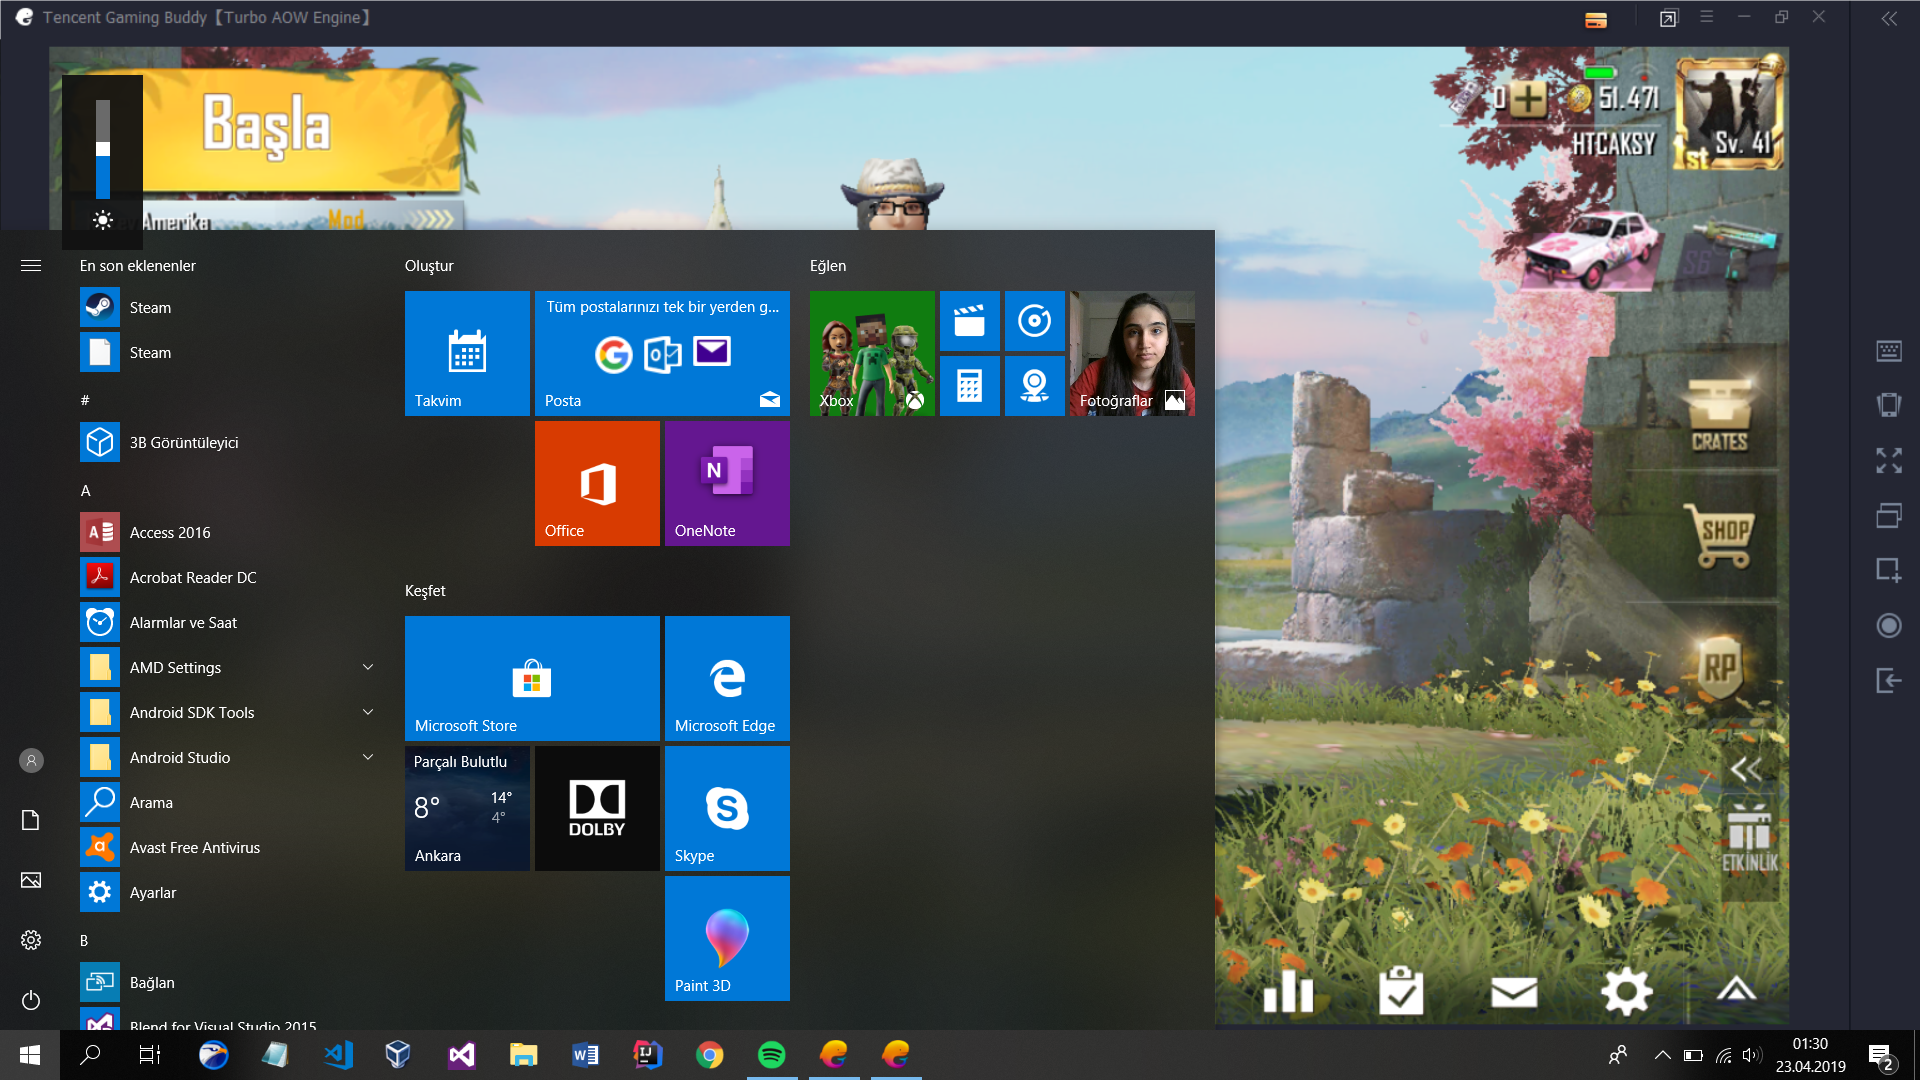 Tencent Gaming Buddy【Turbo AOW Engine】
Başla
Amerika
Mod
0
51.471
HTCAKSY
1st
Sv. 41
S6
CRATES
SHOP
RP
ETKİNLİK
En son eklenenler
Steam
Steam
#
3B Görüntüleyici
A
Access 2016
Acrobat Reader DC
Alarmlar ve Saat
AMD Settings
Android SDK Tools
Android Studio
Arama
Avast Free Antivirus
Ayarlar
B
Bağlan
Blend for Visual Studio 2015
Oluştur
Takvim
Tüm postalarınızı tek bir yerden g...
Posta
Office
OneNote
Keşfet
Microsoft Store
Microsoft Edge
Parçalı Bulutlu
8°
14°
4°
Ankara
DOLBY
Skype
Paint 3D
Eğlen
Xbox
Fotoğraflar
01:30
23.04.2019
2